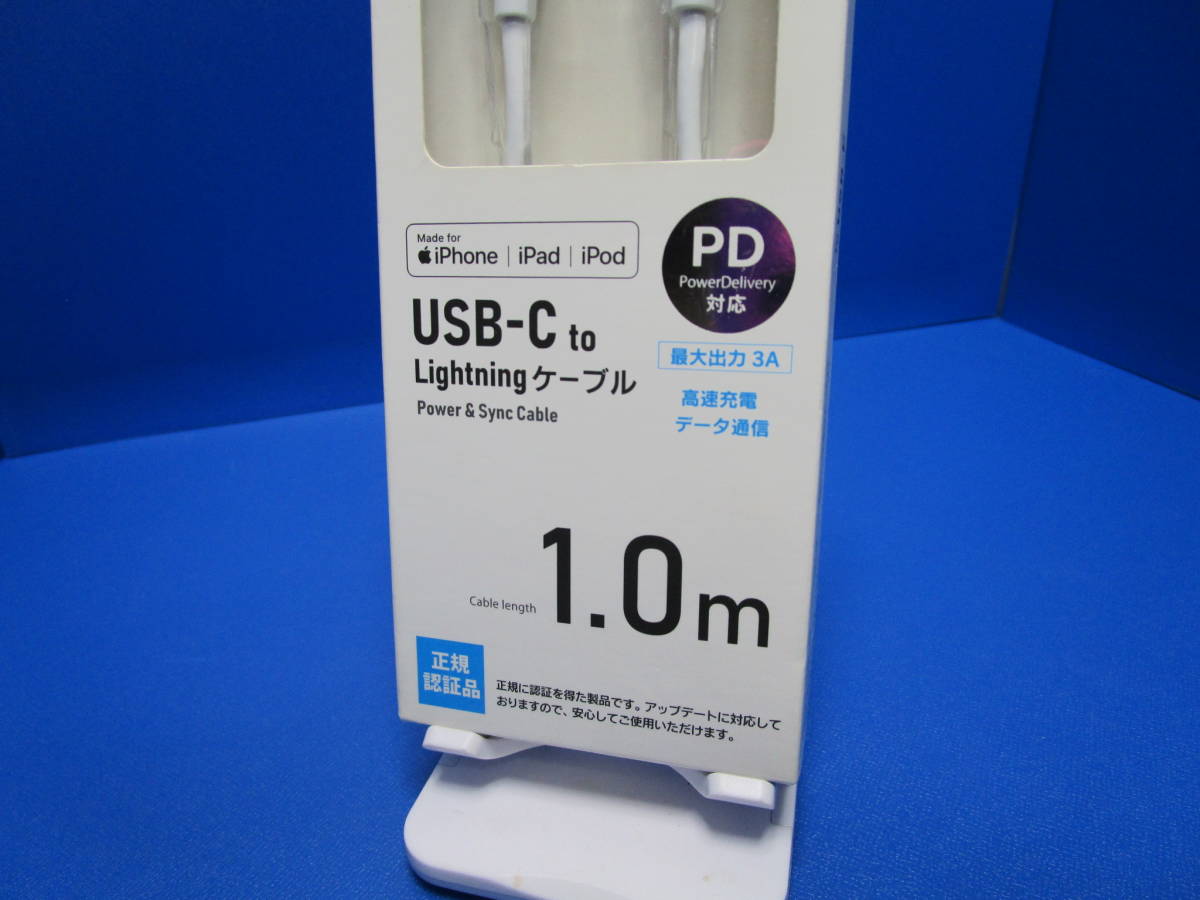 Made for
iPhone | iPad | iPod
PD
PowerDelivery
対応
USB-C to
Lightningケーブル
Power & Sync Cable
最大出力 3A
高速充電
データ通信
Cable length 1.0m
正規
認証品
正規に認証を得た製品です。アップデートに対応して
おりますので、安心してご使用いただけます。